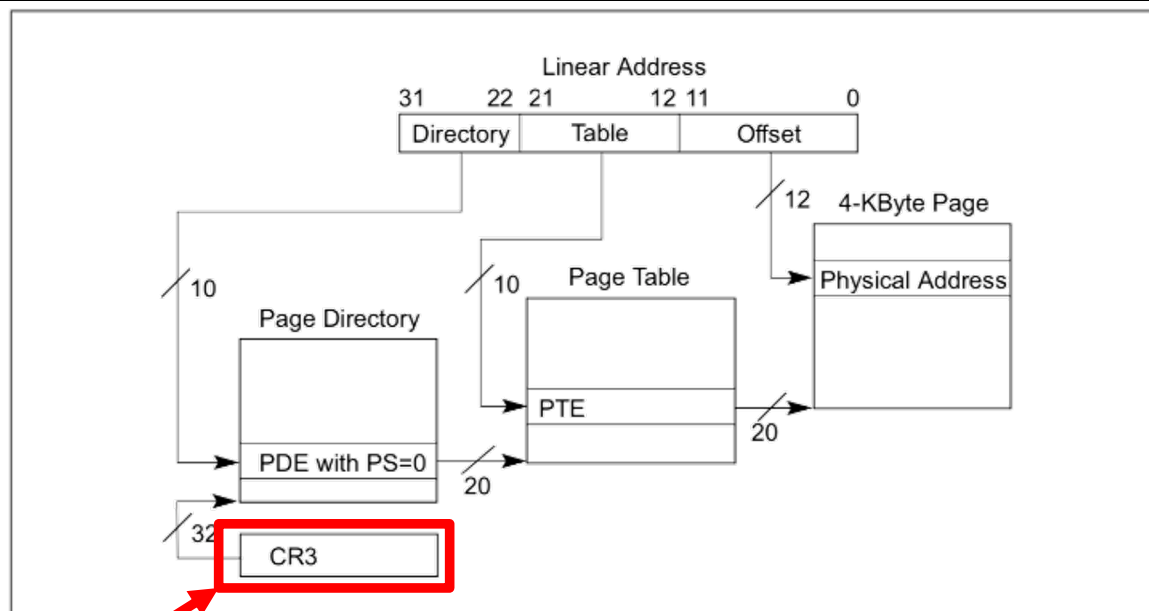 Linear Address
31 22 21 12 11 0
Directory Table Offset
12
4-KByte Page
Physical Address
10
10
Page Table
Page Directory
PTE
20
PDE with PS=0
20
32
CR3